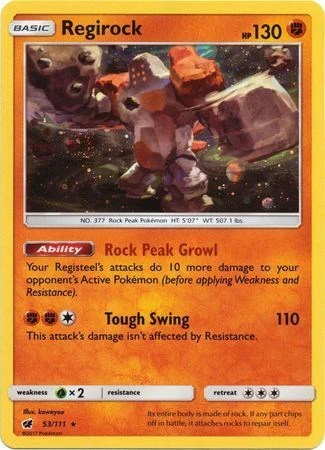 BASIC Regirock HP 130
NO. 377 Rock Peak Pokémon HT: 5'07" WT: 507.1 lbs.
Ability Rock Peak Growl
Your Registeel's attacks do 10 more damage to your
opponent's Active Pokémon (before applying Weakness and
Resistance).
Tough Swing 110
This attack's damage isn't affected by Resistance.
weakness × 2 resistance retreat
Illus. kawayoo
53/111 ★
©2017 Pokémon
Its entire body is made of rock. If any part chips
off in battle, it attaches rocks to repair itself.